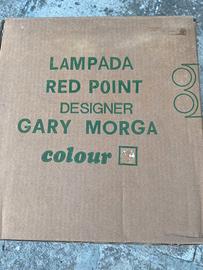 LAMPADA
RED POINT
DESIGNER
GARY MORGA
colour